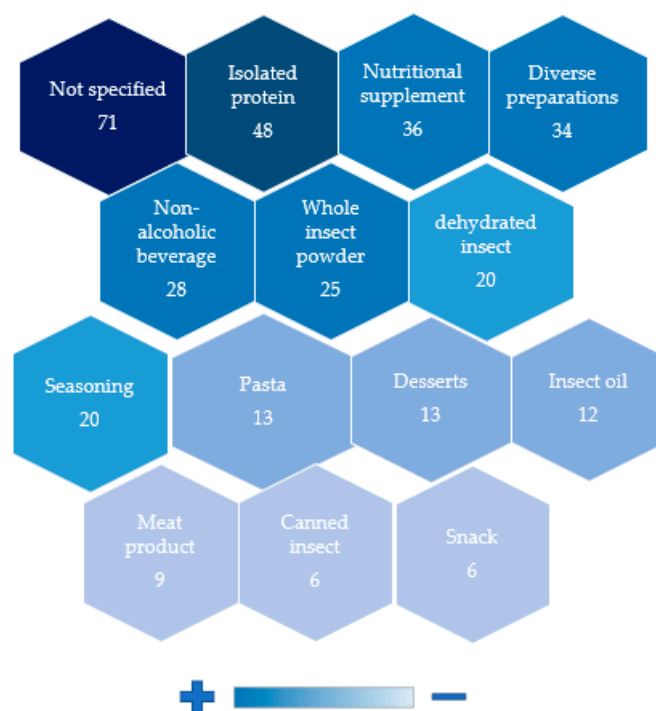 Not specified
71
Isolated
protein
48
Nutritional
supplement
36
Diverse
preparations
34
Non-
alcoholic
beverage
28
Whole
insect
powder
25
dehydrated
insect
20
Seasoning
20
Pasta
13
Desserts
13
Insect oil
12
Meat
product
9
Canned
insect
6
Snack
6